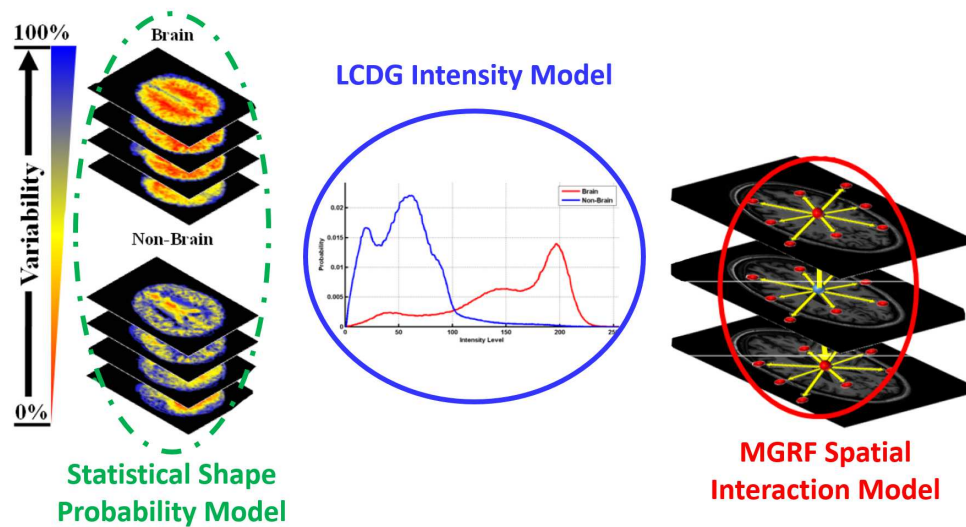 100%
Brain
Variability
Non-Brain
0%
Statistical Shape
Probability Model
LCDG Intensity Model
Brain
Non-Brain
Probability
0.02
0.015
0.01
0.005
0
0
50
100
150
200
Intensity Level
MGRF Spatial
Interaction Model